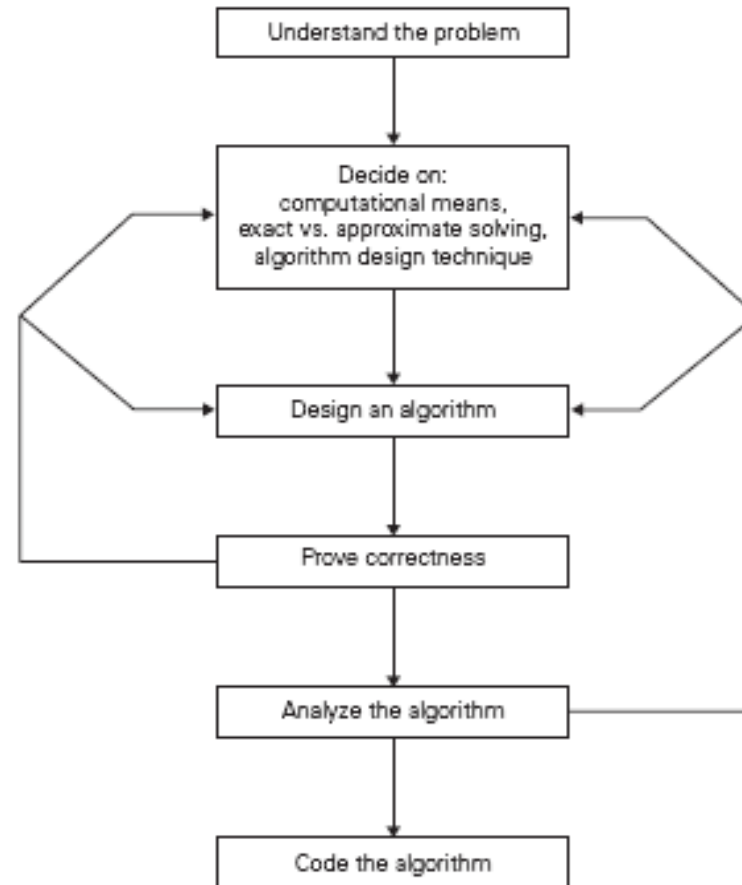 Understand the problem
Decide on:
computational means,
exact vs. approximate solving,
algorithm design technique
Design an algorithm
Prove correctness
Analyze the algorithm
Code the algorithm